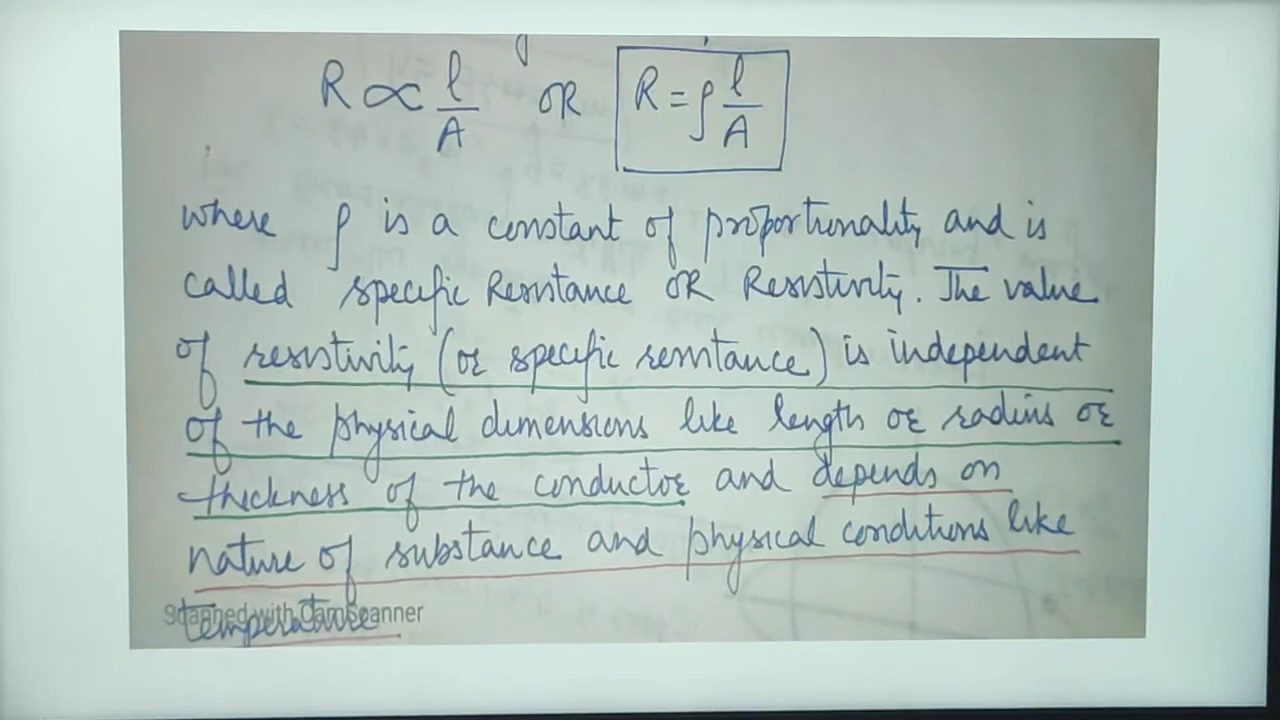 R ∝ l/A OR R = ρ l/A
where ρ is a constant of proportionality and is
called specific Resistance OR Resistivity. The value
of resistivity (or specific resistance) is independent
of the physical dimensions like length or radius or
thickness of the conductor and depends on
nature of substance and physical conditions like
temperature
Scanned with CamScanner